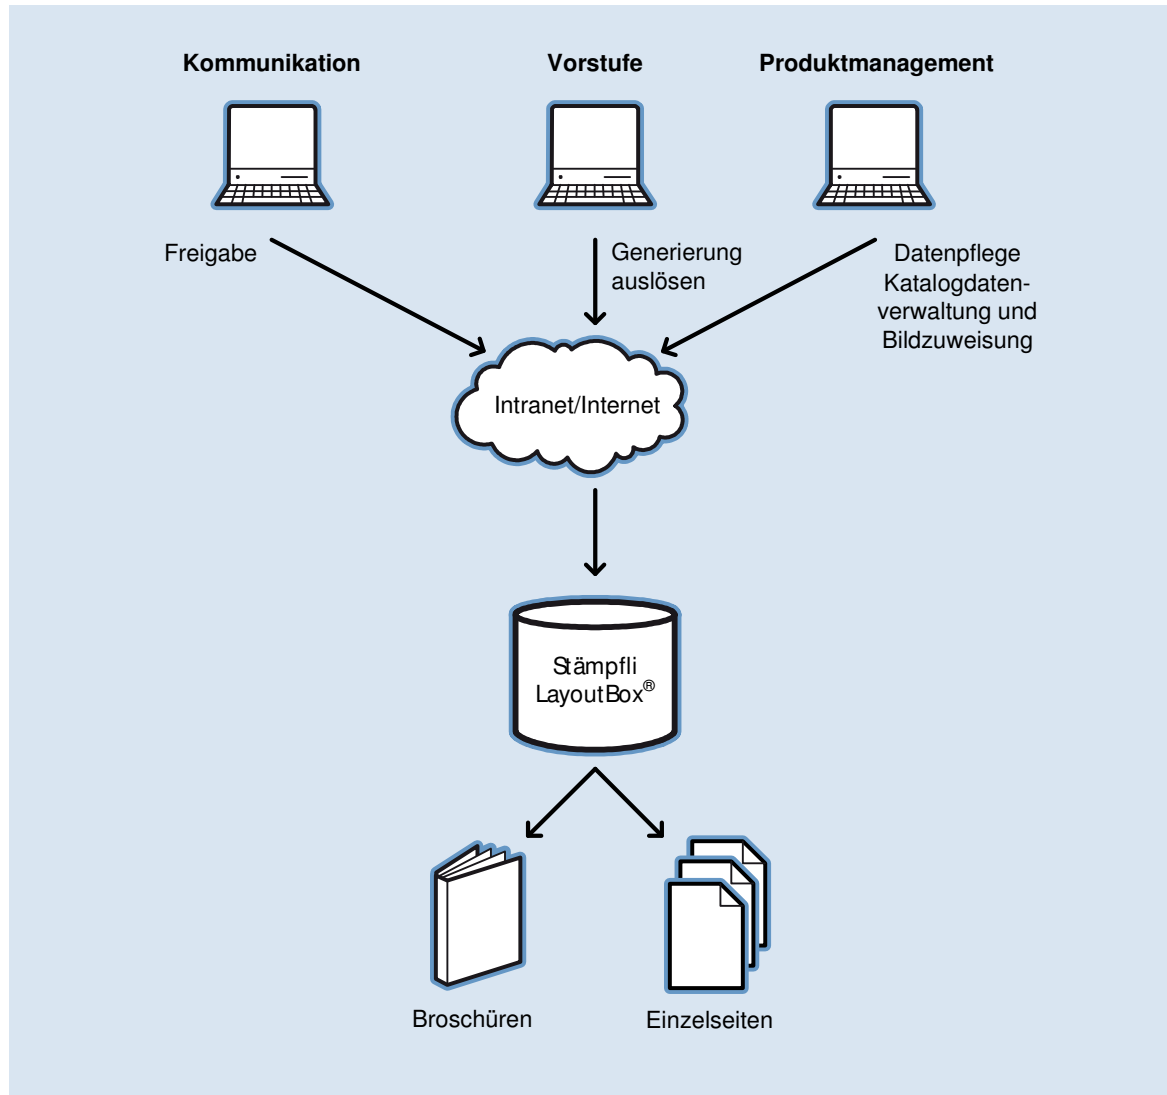 Kommunikation
Vorstufe
Produktmanagement
Freigabe
Generierung
auslösen
Datenpflege
Katalogdaten-
verwaltung und
Bildzuweisung
Intranet/Internet
Stämpfli
LayoutBox®
Broschüren
Einzelseiten